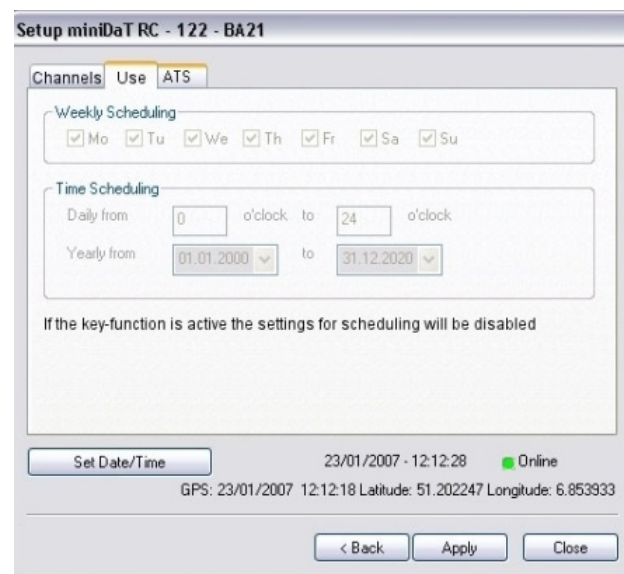 Setup miniDaT RC - 122 - BA21
Channels Use ATS
Weekly Scheduling
Mo Tu We Th Fr Sa Su
Time Scheduling
Daily from 0 o'clock to 24 o'clock
Yearly from 01.01.2000 to 31.12.2020
If the key-function is active the settings for scheduling will be disabled
Set Date/Time 23/01/2007 - 12:12:28 Online
GPS: 23/01/2007 12:12:18 Latitude: 51.202247 Longitude: 6.853933
< Back Apply Close